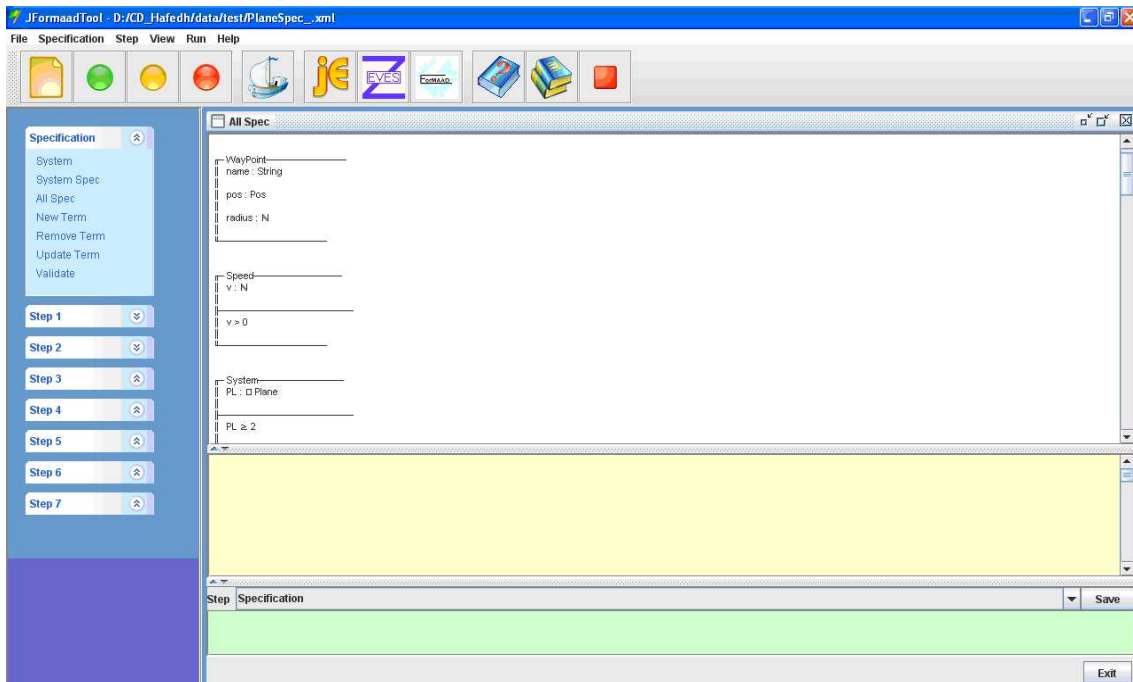 JFormaadTool - D:/CD_Hafedh/data/test/PlaneSpec_.xml
File Specification Step View Run Help
jE
EVES
ForMAAD
Specification
System
System Spec
All Spec
New Term
Remove Term
Update Term
Validate
Step 1
Step 2
Step 3
Step 4
Step 5
Step 6
Step 7
All Spec
WayPoint
name : String
pos : Pos
radius : ℕ
Speed
v : ℕ
v > 0
System
PL : □ Plane
PL ≥ 2
Step Specification Save
Exit